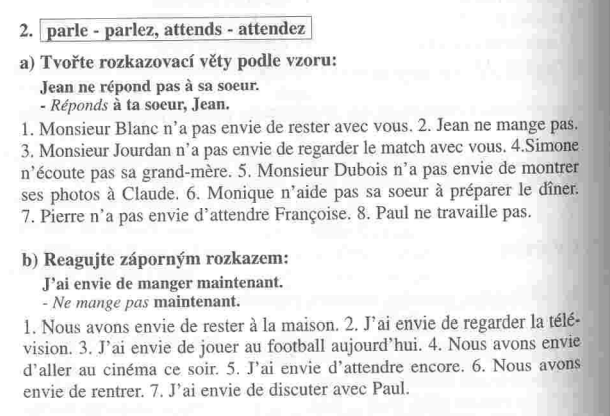 2. parle - parlez, attends - attendez
a) Tvořte rozkazovací věty podle vzoru:
Jean ne répond pas à sa soeur.
- Réponds à ta soeur, Jean.
1. Monsieur Blanc n'a pas envie de rester avec vous. 2. Jean ne mange pas.
3. Monsieur Jourdan n'a pas envie de regarder le match avec vous. 4.Simone
n'écoute pas sa grand-mère. 5. Monsieur Dubois n'a pas envie de montrer
ses photos à Claude. 6. Monique n'aide pas sa soeur à préparer le dîner.
7. Pierre n'a pas envie d'attendre Françoise. 8. Paul ne travaille pas.
b) Reagujte záporným rozkazem:
J'ai envie de manger maintenant.
- Ne mange pas maintenant.
1. Nous avons envie de rester à la maison. 2. J'ai envie de regarder la télé-
vision. 3. J'ai envie de jouer au football aujourd'hui. 4. Nous avons envie
d'aller au cinéma ce soir. 5. J'ai envie d'attendre encore. 6. Nous avons
envie de rentrer. 7. J'ai envie de discuter avec Paul.